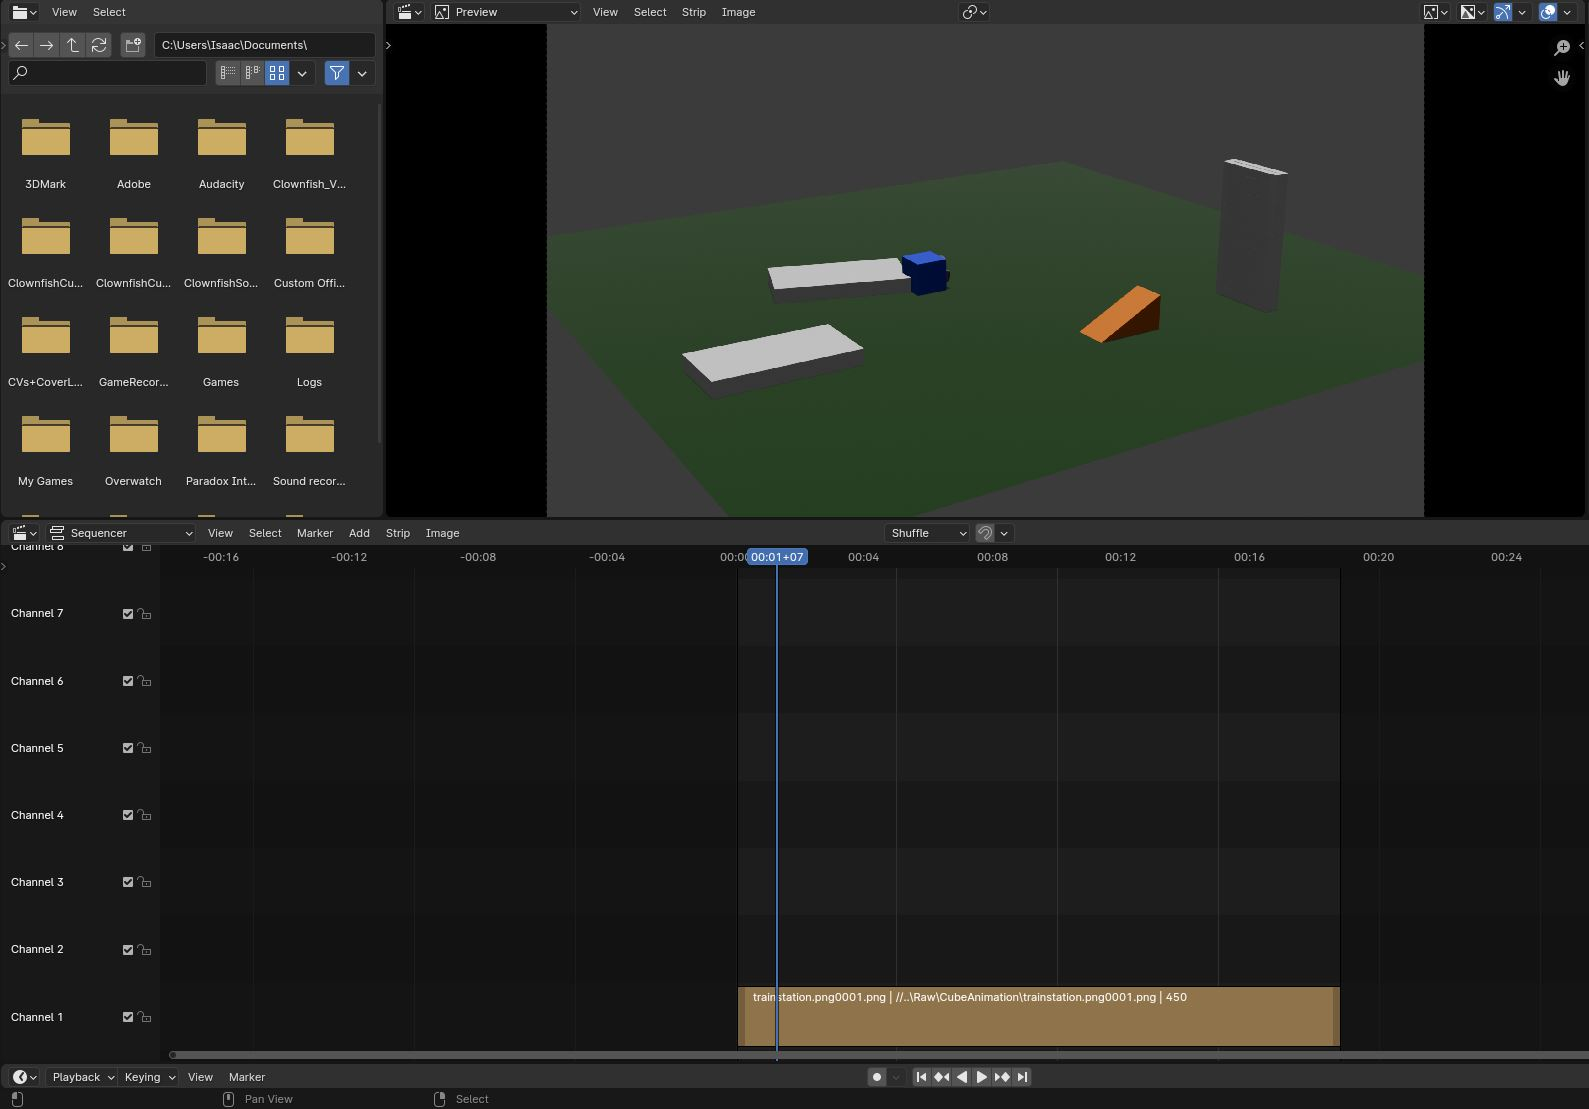 View Select
Preview View Select Strip Image
C:\Users\Isaac\Documents\
3DMark Adobe Audacity Clownfish_V...
ClownfishCu... ClownfishCu... ClownfishSo... Custom Offi...
CVs+CoverL... GameRecor... Games Logs
My Games Overwatch Paradox Int... Sound recor...
Sequencer View Select Marker Add Strip Image Shuffle
Channel 8
-00:16 -00:12 -00:08 -00:04 00:00 00:01+07 00:04 00:08 00:12 00:16 00:20 00:24
Channel 7
Channel 6
Channel 5
Channel 4
Channel 3
Channel 2
Channel 1
trainstation.png0001.png | //..\Raw\CubeAnimation\trainstation.png0001.png | 450
Playback Keying View Marker
Pan View Select